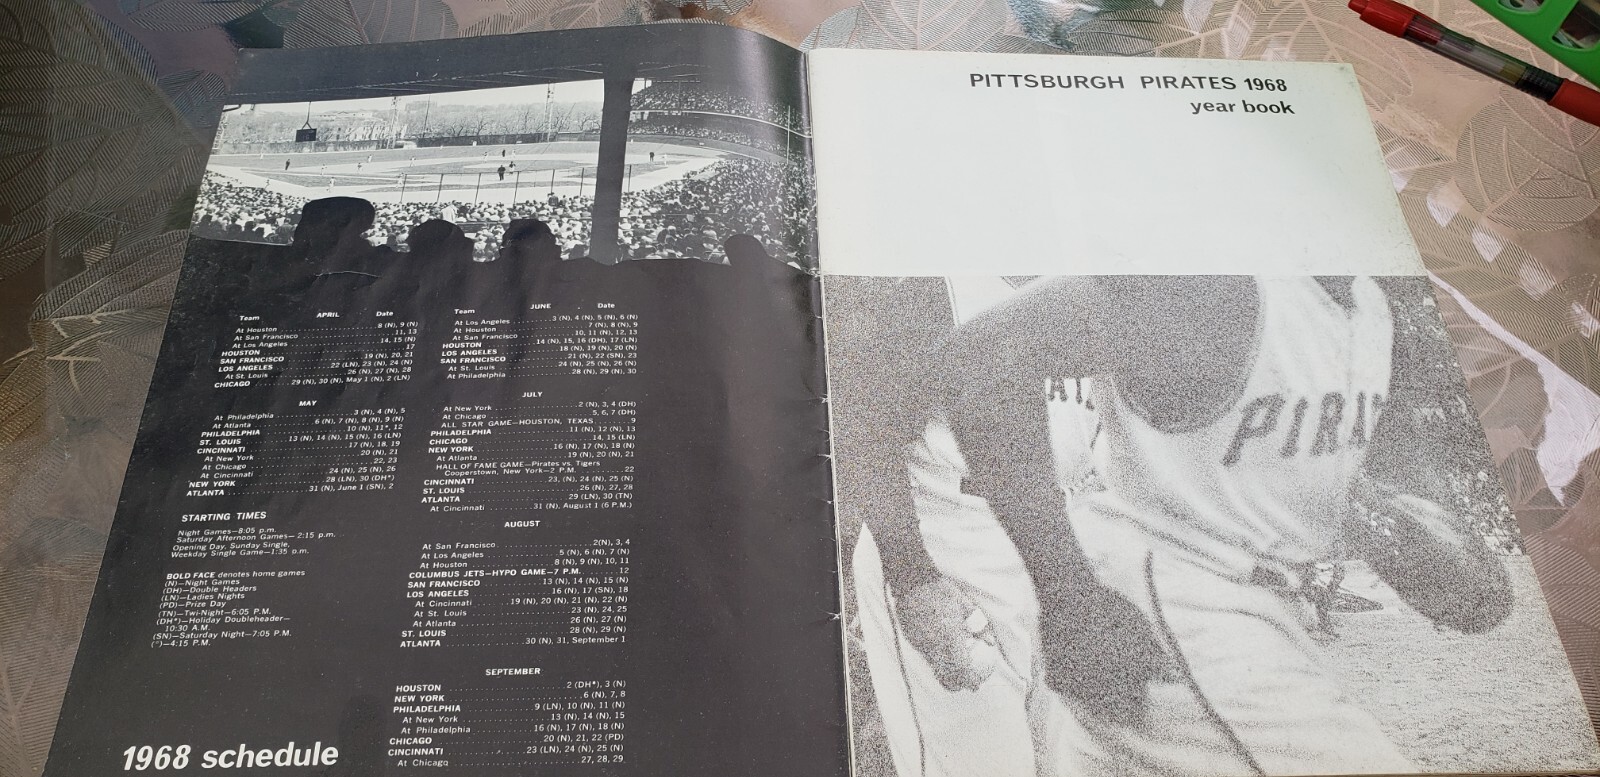 PITTSBURGH PIRATES 1968
year book
Team APRIL Date
At Houston 8 (N), 9 (N)
At San Francisco 11, 13
At Los Angeles 14, 15 (N)
HOUSTON 17
SAN FRANCISCO 19 (N), 20, 21
LOS ANGELES 22 (LN), 23 (N), 24 (N)
At St. Louis 26 (N), 27 (N), 28
CHICAGO 29 (N), 30 (N), May 1 (N), 2 (LN)
MAY
At Philadelphia 3 (N), 4 (N), 5
At Atlanta 6 (N), 7 (N), 8 (N), 9 (N)
PHILADELPHIA 10 (N), 11*, 12
ST. LOUIS 13 (N), 14 (N), 15 (N), 16 (LN)
CINCINNATI 17 (N), 18, 19
At New York 20 (N), 21
At Chicago 22, 23
At Cincinnati 24 (N), 25 (N), 26
NEW YORK 28 (LN), 30 (DH*)
ATLANTA 31 (N), June 1 (SN), 2
STARTING TIMES
Night Games—8:05 p.m.
Saturday Afternoon Games—2:15 p.m.
Opening Day, Sunday Single,
Weekday Single Game—1:35 p.m.
BOLD FACE denotes home games
(N)—Night Games
(DH)—Double Headers
(LN)—Ladies Nights
(PD)—Prize Day
(TN)—Twi-Night—6:05 P.M.
(DH*)—Holiday Doubleheader—
10:30 A.M.
(SN)—Saturday Night—7:05 P.M.
(*)—4:15 P.M.
1968 schedule
Team JUNE Date
At Los Angeles 3 (N), 4 (N), 5 (N), 6 (N)
At Houston 7 (N), 8 (N), 9
At San Francisco 10, 11 (N), 12, 13
HOUSTON 14 (N), 15, 16 (DH), 17 (LN)
LOS ANGELES 18 (N), 19 (N), 20 (N)
SAN FRANCISCO 21 (N), 22 (SN), 23
At St. Louis 24 (N), 25 (N), 26 (N)
At Philadelphia 28 (N), 29 (N), 30
JULY
At New York 2 (N), 3, 4 (DH)
At Chicago 5, 6, 7 (DH)
ALL STAR GAME—HOUSTON, TEXAS 9
PHILADELPHIA 11 (N), 12 (N), 13
CHICAGO 14, 15 (LN)
NEW YORK 16 (N), 17 (N), 18 (N)
At Atlanta 19 (N), 20 (N), 21
HALL OF FAME GAME—Pirates vs. Tigers
Cooperstown, New York—2 P.M. 22
CINCINNATI 23, (N), 24 (N), 25 (N)
ST. LOUIS 26 (N), 27, 28
ATLANTA 29 (LN), 30 (TN)
At Cincinnati 31 (N), August 1 (6 P.M.)
AUGUST
At San Francisco 2(N), 3, 4
At Los Angeles 5 (N), 6 (N), 7 (N)
At Houston 8 (N), 9 (N), 10, 11
COLUMBUS JETS—HYPO GAME—7 P.M. 12
SAN FRANCISCO 13 (N), 14 (N), 15 (N)
LOS ANGELES 16 (N), 17 (SN), 18
At Cincinnati 19 (N), 20 (N), 21 (N), 22 (N)
At St. Louis 23 (N), 24, 25
At Atlanta 26 (N), 27 (N)
ST. LOUIS 28 (N), 29 (N)
ATLANTA 30 (N), 31, September 1
SEPTEMBER
HOUSTON 2 (DH*), 3 (N)
NEW YORK 6 (N), 7, 8
PHILADELPHIA 9 (LN), 10 (N), 11 (N)
At New York 13 (N), 14 (N), 15
At Philadelphia 16 (N), 17 (N), 18 (N)
CHICAGO 20 (N), 21, 22 (PD)
CINCINNATI 23 (LN), 24 (N), 25 (N)
At Chicago 27, 28, 29